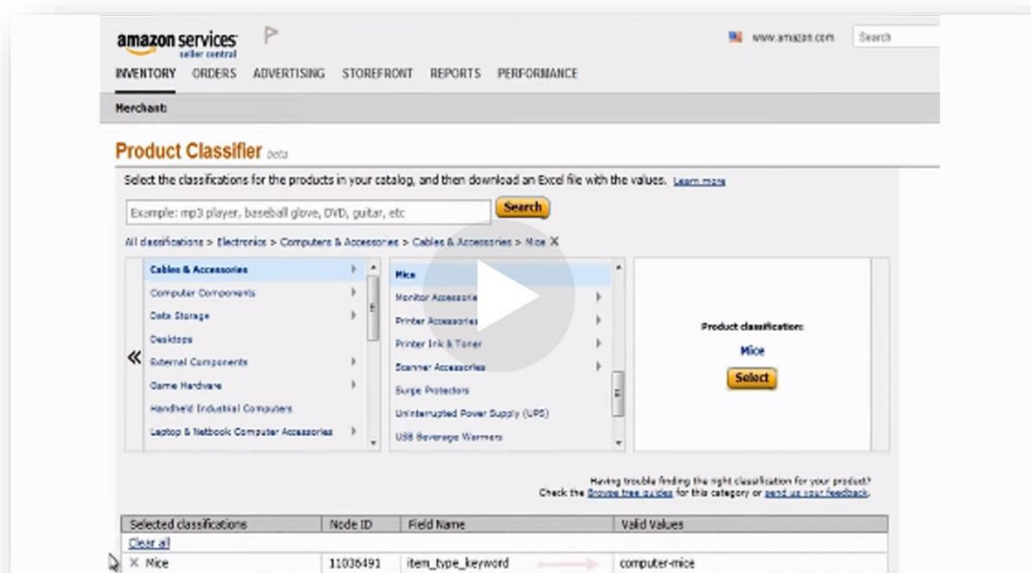 amazon services
seller central
www.amazon.com Search
INVENTORY ORDERS ADVERTISING STOREFRONT REPORTS PERFORMANCE
Merchant:
Product Classifier beta
Select the classifications for the products in your catalog, and then download an Excel file with the values. Learn more
Example: mp3 player, baseball glove, DVD, guitar, etc Search
All classifications > Electronics > Computers & Accessories > Cables & Accessories > Mice X
Cables & Accessories
Computer Components
Data Storage
Desktops
External Components
Game Hardware
Handheld Industrial Computers
Laptop & Netbook Computer Accessories
Mice
Monitor Accessorie
Printer Accessories
Printer Ink & Toner
Scanner Accessories
Surge Protectors
Uninterrupted Power Supply (UPS)
USB Beverage Warmers
Product classification:
Mice
Select
Having trouble finding the right classification for your product?
Check the Browse tree guides for this category or send us your feedback.
Selected classifications Node ID Field Name Valid Values
Clear all
X Mice 11036491 item_type_keyword computer-mice